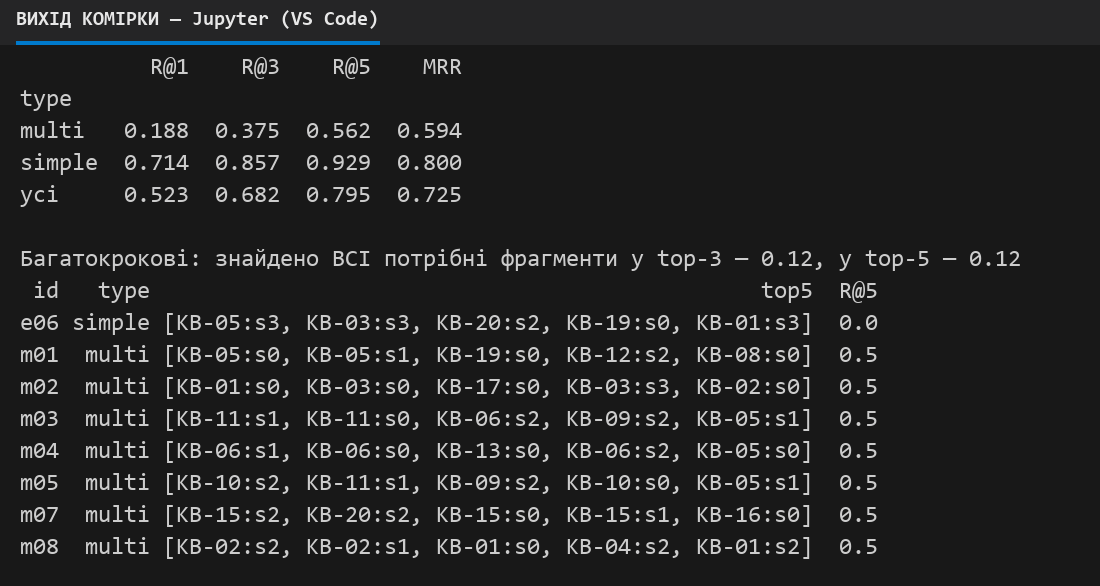 ВИХІД КОМІРКИ — Jupyter (VS Code)
R@1 R@3 R@5 MRR
type
multi 0.188 0.375 0.562 0.594
simple 0.714 0.857 0.929 0.800
усі 0.523 0.682 0.795 0.725
Багатокрокові: знайдено ВСІ потрібні фрагменти у top-3 — 0.12, у top-5 — 0.12
id type top5 R@5
e06 simple [KB-05:s3, KB-03:s3, KB-20:s2, KB-19:s0, KB-01:s3] 0.0
m01 multi [KB-05:s0, KB-05:s1, KB-19:s0, KB-12:s2, KB-08:s0] 0.5
m02 multi [KB-01:s0, KB-03:s0, KB-17:s0, KB-03:s3, KB-02:s0] 0.5
m03 multi [KB-11:s1, KB-11:s0, KB-06:s2, KB-09:s2, KB-05:s1] 0.5
m04 multi [KB-06:s1, KB-06:s0, KB-13:s0, KB-06:s2, KB-05:s0] 0.5
m05 multi [KB-10:s2, KB-11:s1, KB-09:s2, KB-10:s0, KB-05:s1] 0.5
m07 multi [KB-15:s2, KB-20:s2, KB-15:s0, KB-15:s1, KB-16:s0] 0.5
m08 multi [KB-02:s2, KB-02:s1, KB-01:s0, KB-04:s2, KB-01:s2] 0.5